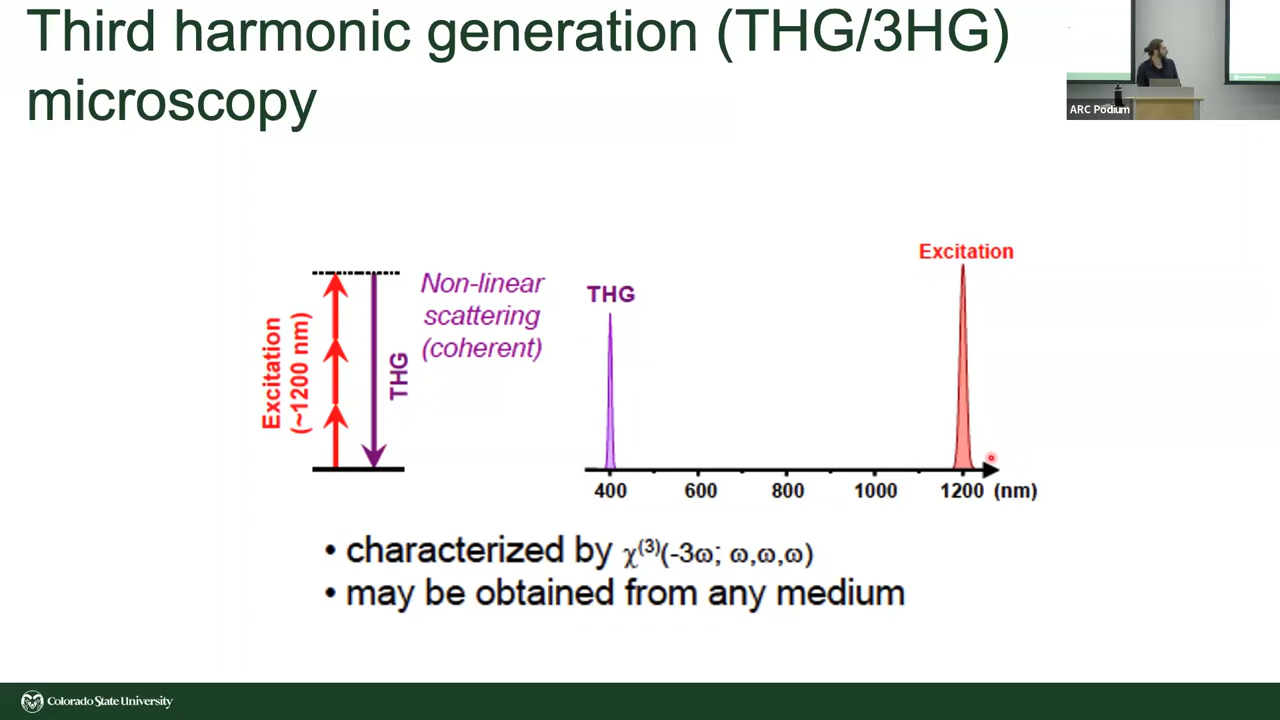 Third harmonic generation (THG/3HG)
microscopy
ARC Podium
Excitation
(~1200 nm)
THG
Non-linear
scattering
(coherent)
THG
Excitation
400 600 800 1000 1200 (nm)
• characterized by χ⁽³⁾(-3ω; ω,ω,ω)
• may be obtained from any medium
Colorado State University